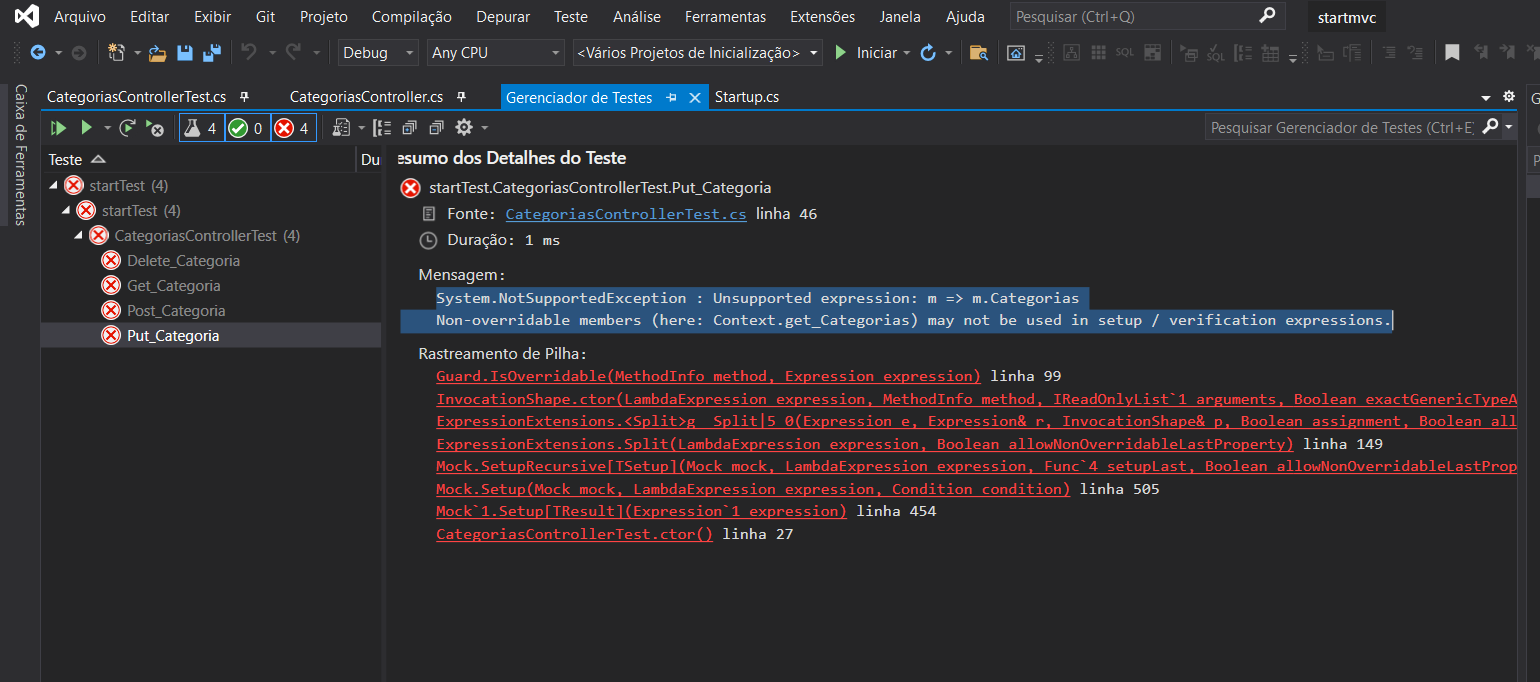 Arquivo Editar Exibir Git Projeto Compilação Depurar Teste Análise Ferramentas Extensões Janela Ajuda Pesquisar (Ctrl+Q) startmvc
Debug Any CPU <Vários Projetos de Inicialização> Iniciar SQL SQL
Caixa de Ferramentas
CategoriasControllerTest.cs CategoriasController.cs Gerenciador de Testes Startup.cs
4 0 4 Pesquisar Gerenciador de Testes (Ctrl+E)
Teste Du
startTest (4)
startTest (4)
CategoriasControllerTest (4)
Delete_Categoria
Get_Categoria
Post_Categoria
Put_Categoria
esumo dos Detalhes do Teste
startTest.CategoriasControllerTest.Put_Categoria
Fonte: CategoriasControllerTest.cs linha 46
Duração: 1 ms
Mensagem:
System.NotSupportedException : Unsupported expression: m => m.Categorias
Non-overridable members (here: Context.get_Categorias) may not be used in setup / verification expressions.
Rastreamento de Pilha:
Guard.IsOverridable(MethodInfo method, Expression expression) linha 99
InvocationShape.ctor(LambdaExpression expression, MethodInfo method, IReadOnlyList`1 arguments, Boolean exactGenericTypeA
ExpressionExtensions.<Split>g__Split|5_0(Expression e, Expression& r, InvocationShape& p, Boolean assignment, Boolean all
ExpressionExtensions.Split(LambdaExpression expression, Boolean allowNonOverridableLastProperty) linha 149
Mock.SetupRecursive[TSetup](Mock mock, LambdaExpression expression, Func`4 setupLast, Boolean allowNonOverridableLastProp
Mock.Setup(Mock mock, LambdaExpression expression, Condition condition) linha 505
Mock`1.Setup[TResult](Expression`1 expression) linha 454
CategoriasControllerTest.ctor() linha 27